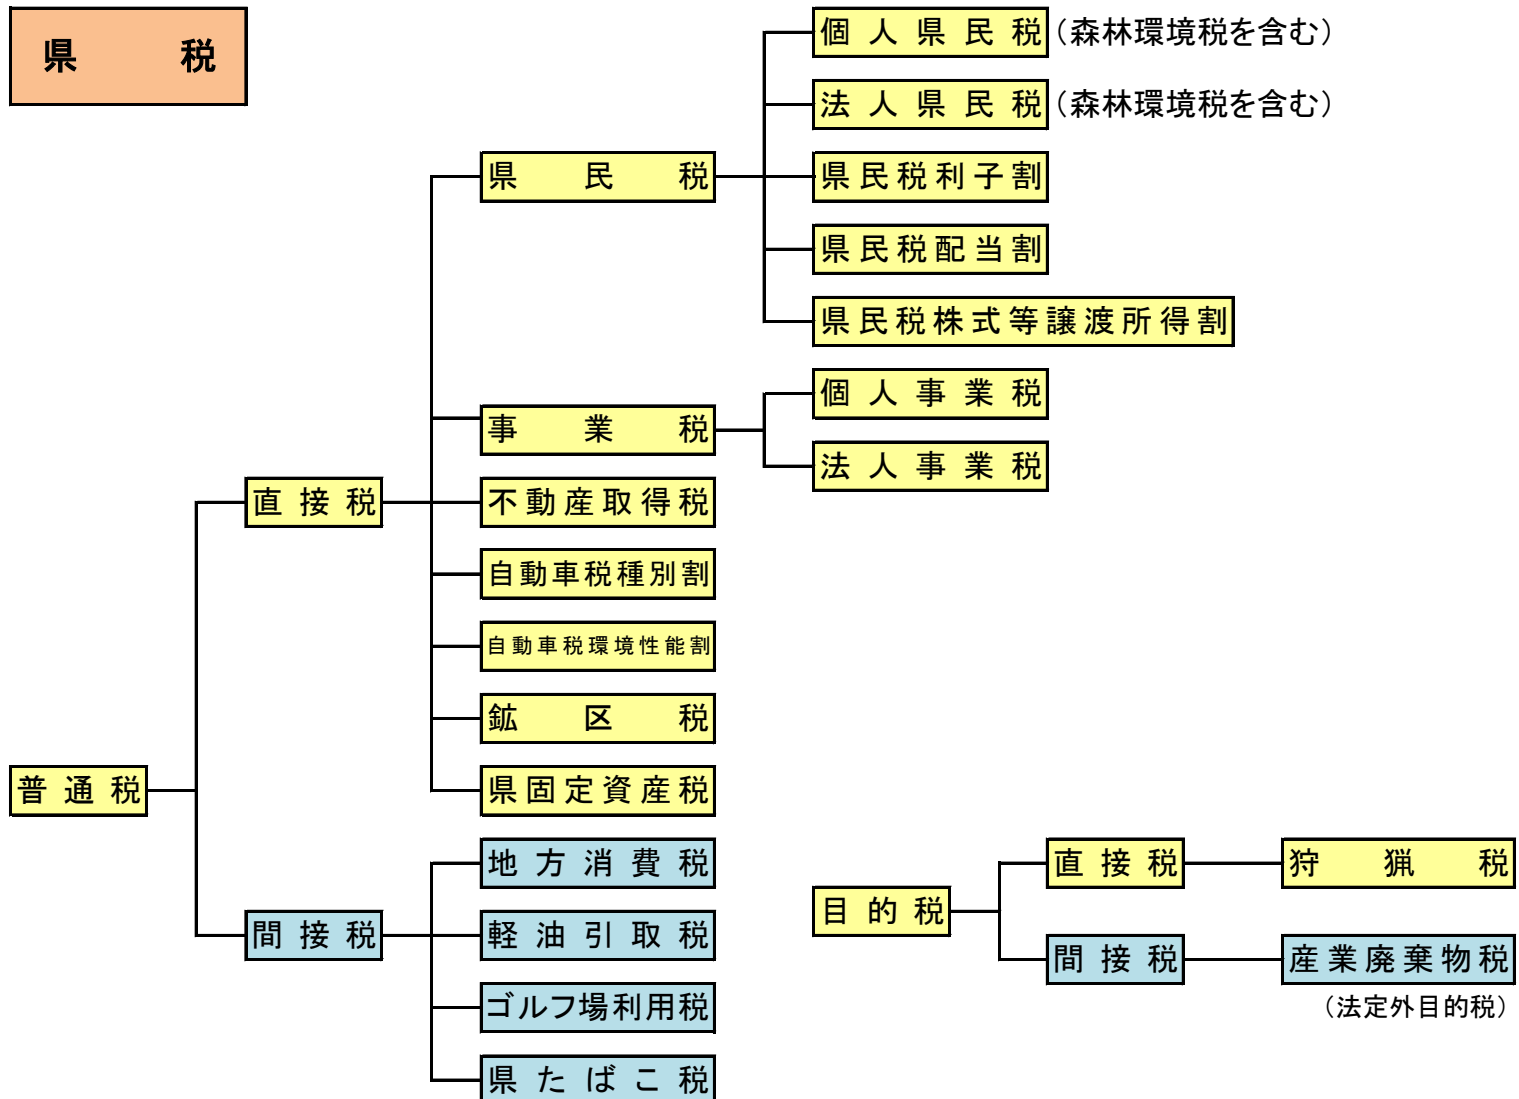 県税
個人県民税（森林環境税を含む）
法人県民税（森林環境税を含む）
県民税
県民税利子割
県民税配当割
県民税株式等譲渡所得割
個人事業税
事業税
法人事業税
直接税
不動産取得税
自動車税種別割
自動車税環境性能割
鉱区税
普通税
県固定資産税
地方消費税
間接税
軽油引取税
ゴルフ場利用税
県たばこ税
目的税
直接税
狩猟税
間接税
産業廃棄物税
（法定外目的税）